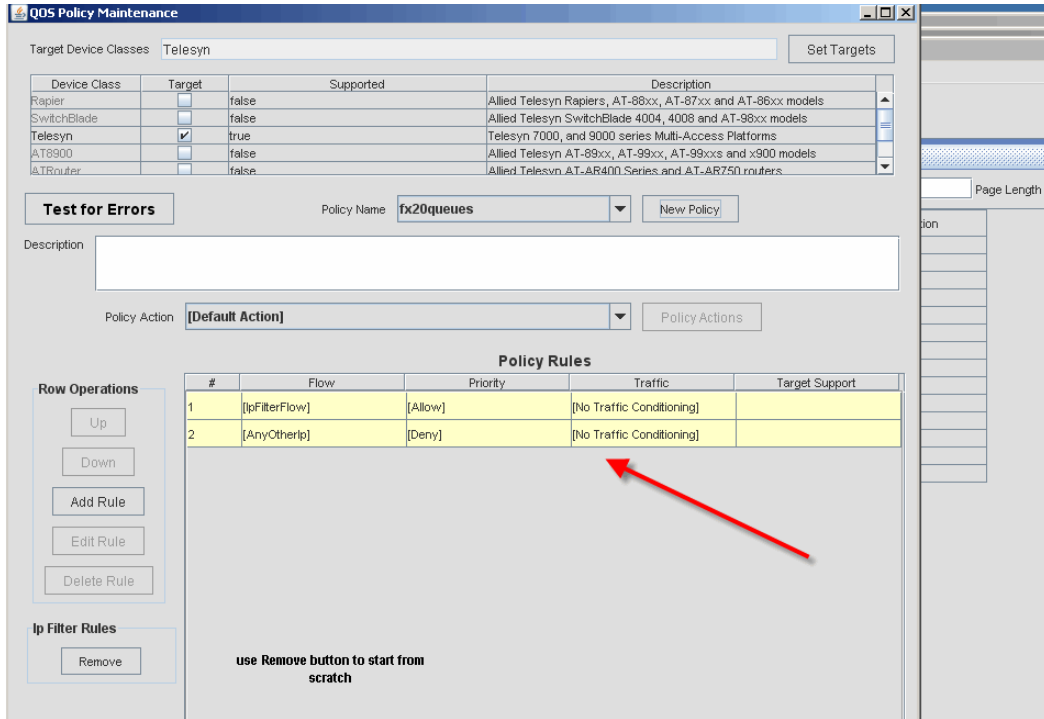 QOS Policy Maintenance
Target Device Classes Telesyn Set Targets
Device Class Target Supported Description
Rapier false Allied Telesyn Rapiers, AT-88xx, AT-87xx and AT-86xx models
SwitchBlade false Allied Telesyn SwitchBlade 4004, 4008 and AT-98xx models
Telesyn true Telesyn 7000, and 9000 series Multi-Access Platforms
AT8900 false Allied Telesyn AT-89xx, AT-99xx, AT-99xxs and x900 models
ATRouter false Allied Telesyn AT-AR400 Series and AT-AR750 routers
Page Length
Test for Errors Policy Name fx20queues New Policy
tion
Description
Policy Action [Default Action] Policy Actions
Policy Rules
Row Operations
# Flow Priority Traffic Target Support
1 [IpFilterFlow] [Allow] [No Traffic Conditioning]
2 [AnyOtherIp] [Deny] [No Traffic Conditioning]
Up
Down
Add Rule
Edit Rule
Delete Rule
Ip Filter Rules
Remove
use Remove button to start from
scratch